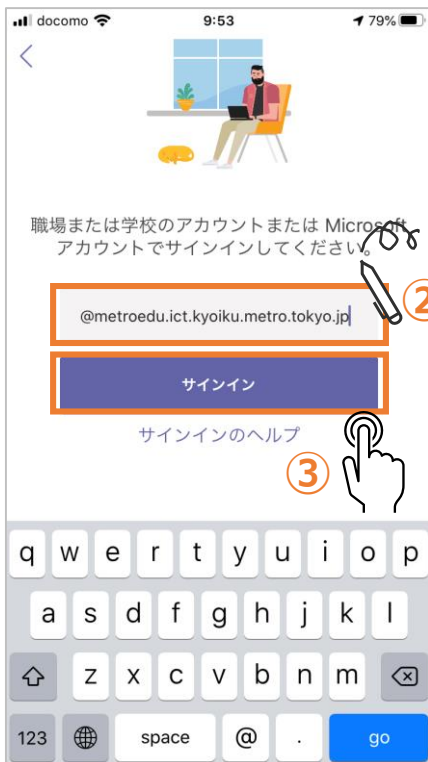 docomo 9:53 79%
職場または学校のアカウントまたは Microsoft
アカウントでサインインしてください。
②
@metroedu.ict.kyoiku.metro.tokyo.jp
サインイン
サインインのヘルプ
③
q w e r t y u i o p
a s d f g h j k l
z x c v b n m
123 space @ . go